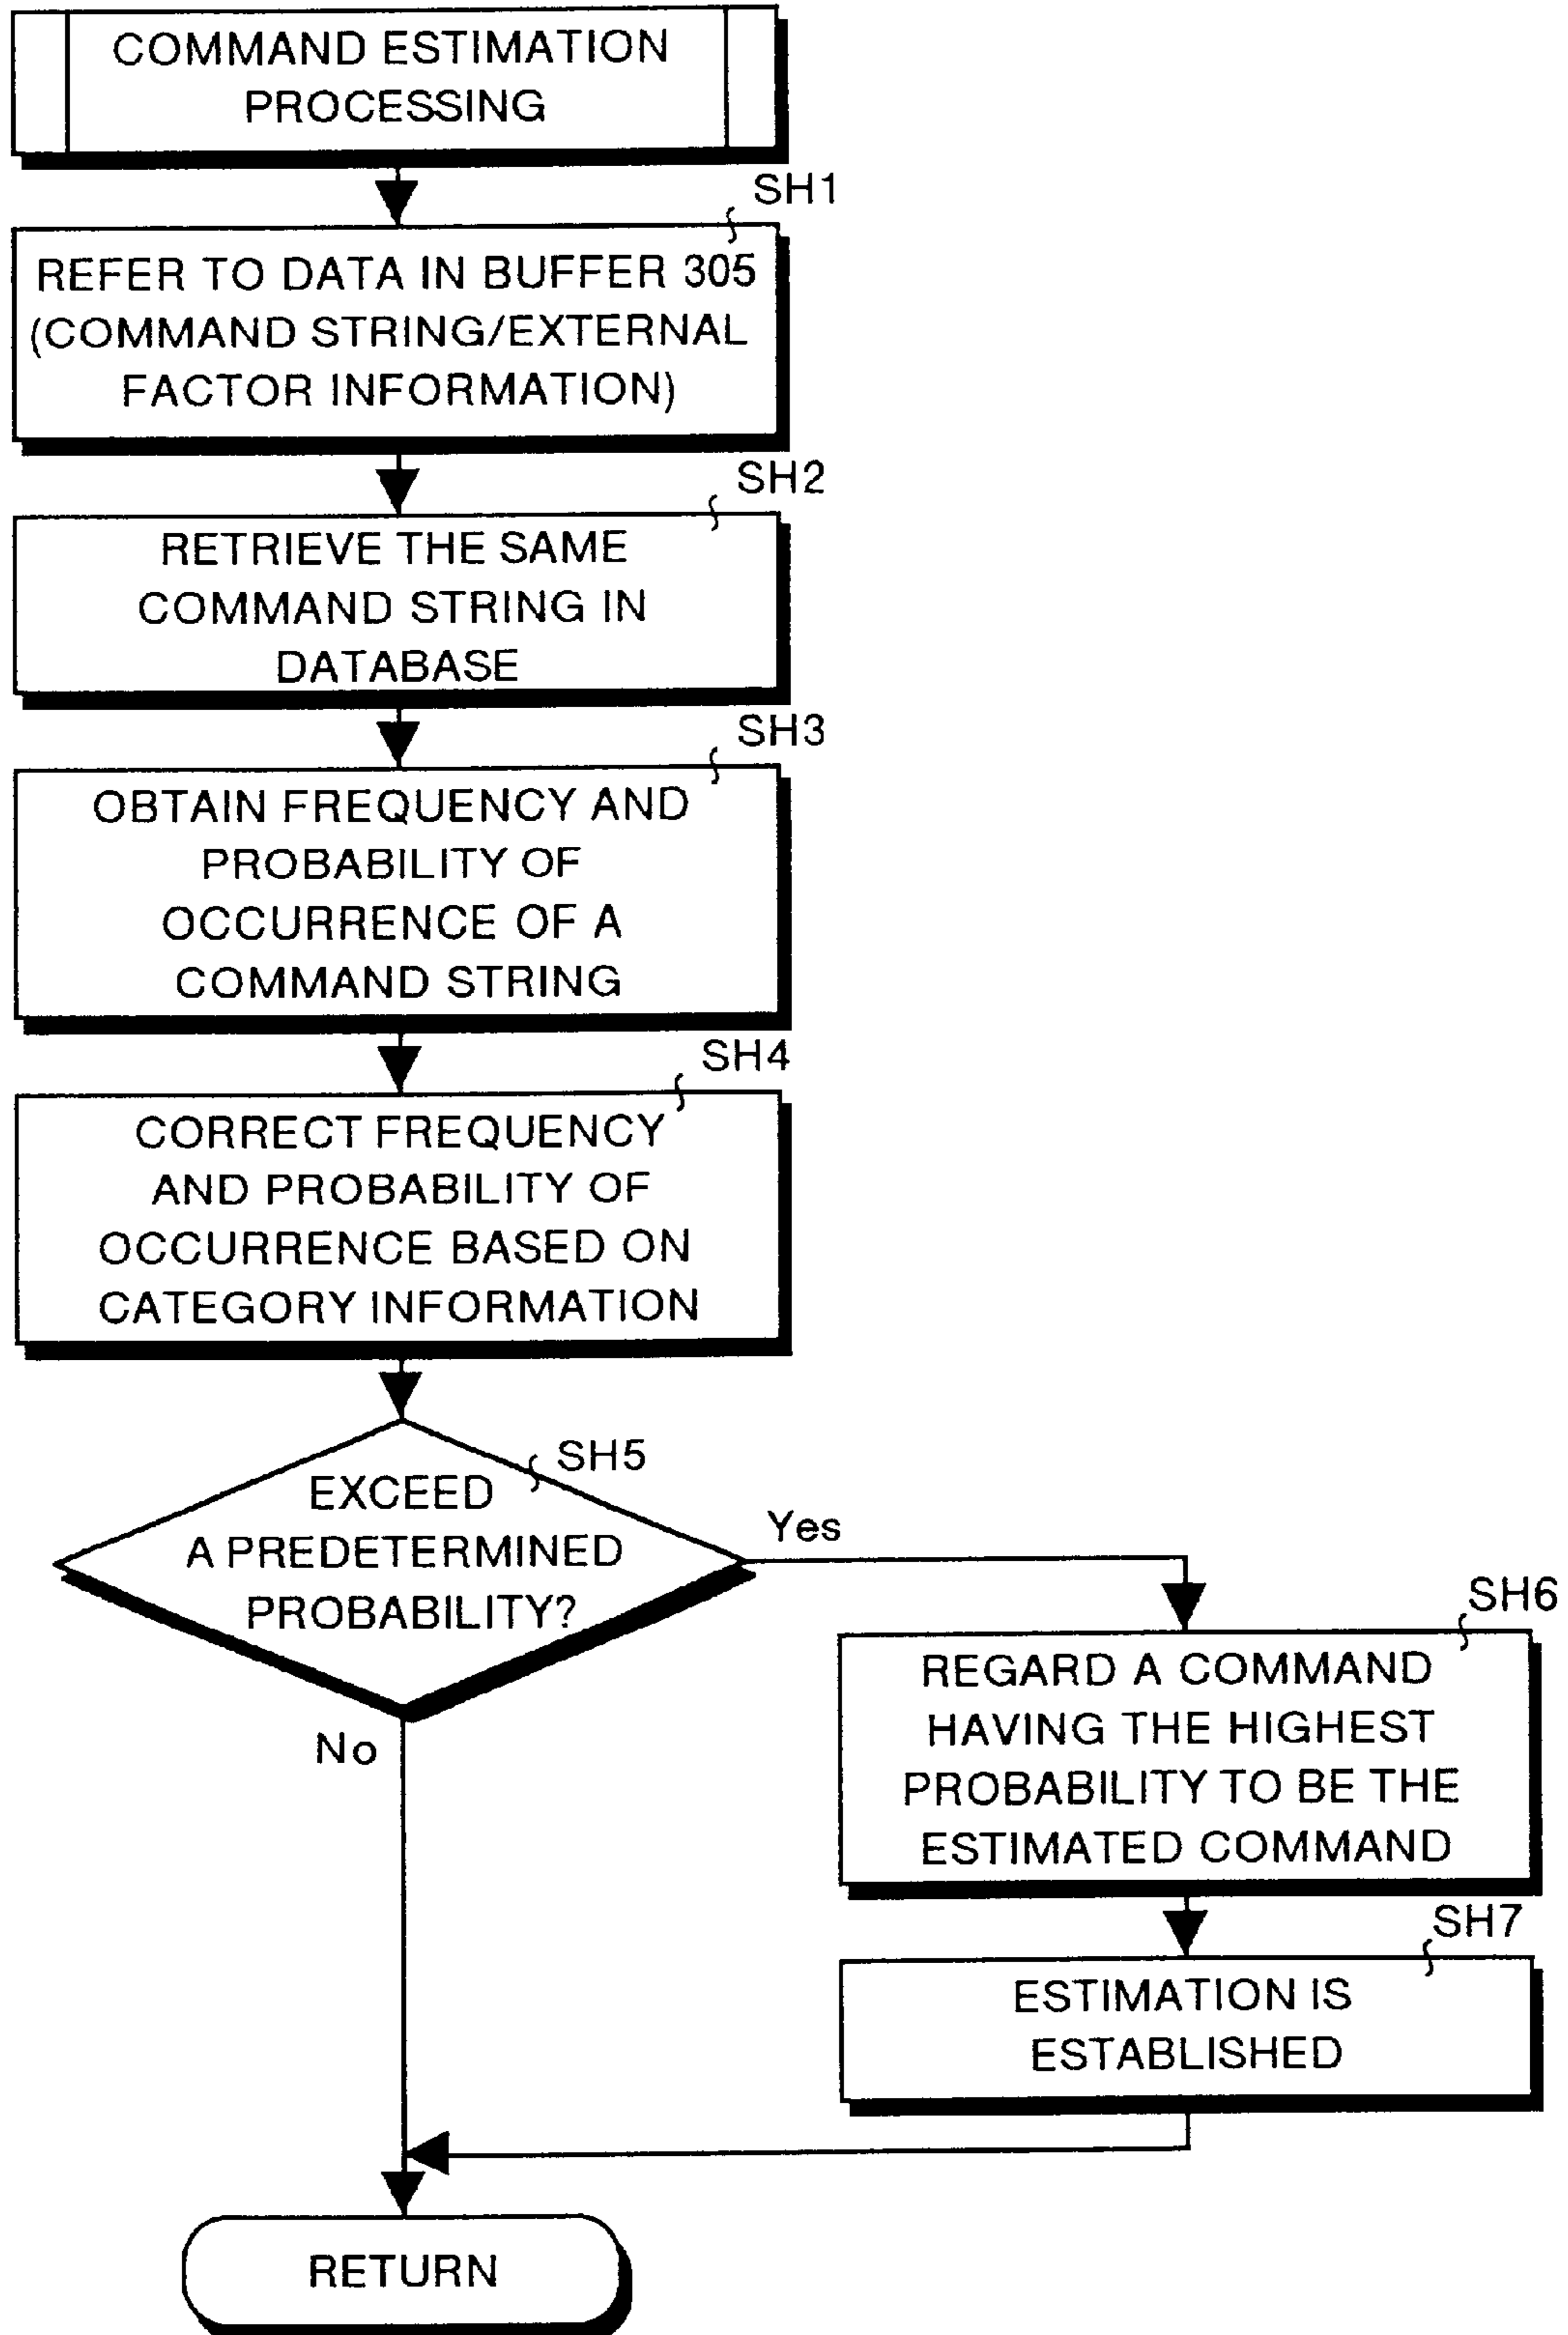 COMMAND ESTIMATION
PROCESSING
SH1
REFER TO DATA IN BUFFER 305
(COMMAND STRING/EXTERNAL
FACTOR INFORMATION)
SH2
RETRIEVE THE SAME
COMMAND STRING IN
DATABASE
SH3
OBTAIN FREQUENCY AND
PROBABILITY OF
OCCURRENCE OF A
COMMAND STRING
SH4
CORRECT FREQUENCY
AND PROBABILITY OF
OCCURRENCE BASED ON
CATEGORY INFORMATION
SH5
EXCEED
A PREDETERMINED
PROBABILITY?
Yes
No
SH6
REGARD A COMMAND
HAVING THE HIGHEST
PROBABILITY TO BE THE
ESTIMATED COMMAND
SH7
ESTIMATION IS
ESTABLISHED
RETURN